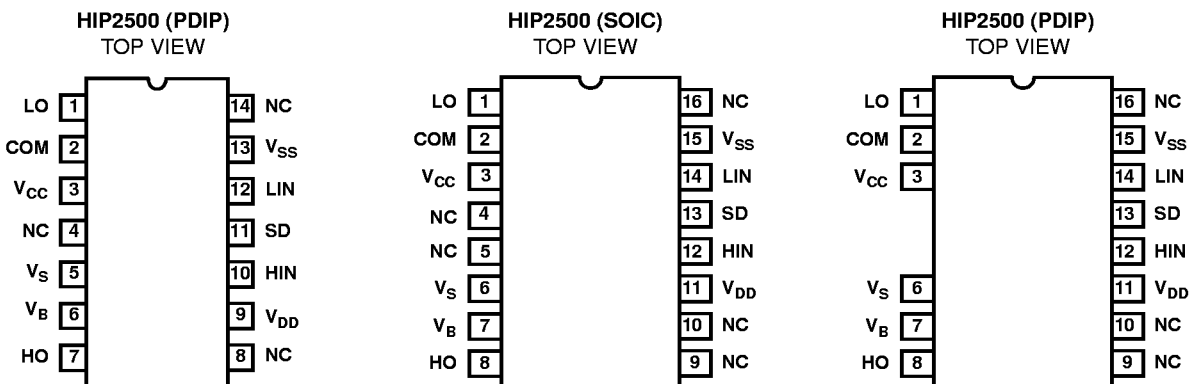 HIP2500 (PDIP)
TOP VIEW
LO 1 14 NC
COM 2 13 VSS
VCC 3 12 LIN
NC 4 11 SD
VS 5 10 HIN
VB 6 9 VDD
HO 7 8 NC
HIP2500 (SOIC)
TOP VIEW
LO 1 16 NC
COM 2 15 VSS
VCC 3 14 LIN
NC 4 13 SD
NC 5 12 HIN
VS 6 11 VDD
VB 7 10 NC
HO 8 9 NC
HIP2500 (PDIP)
TOP VIEW
LO 1 16 NC
COM 2 15 VSS
VCC 3 14 LIN
13 SD
12 HIN
VS 6 11 VDD
VB 7 10 NC
HO 8 9 NC